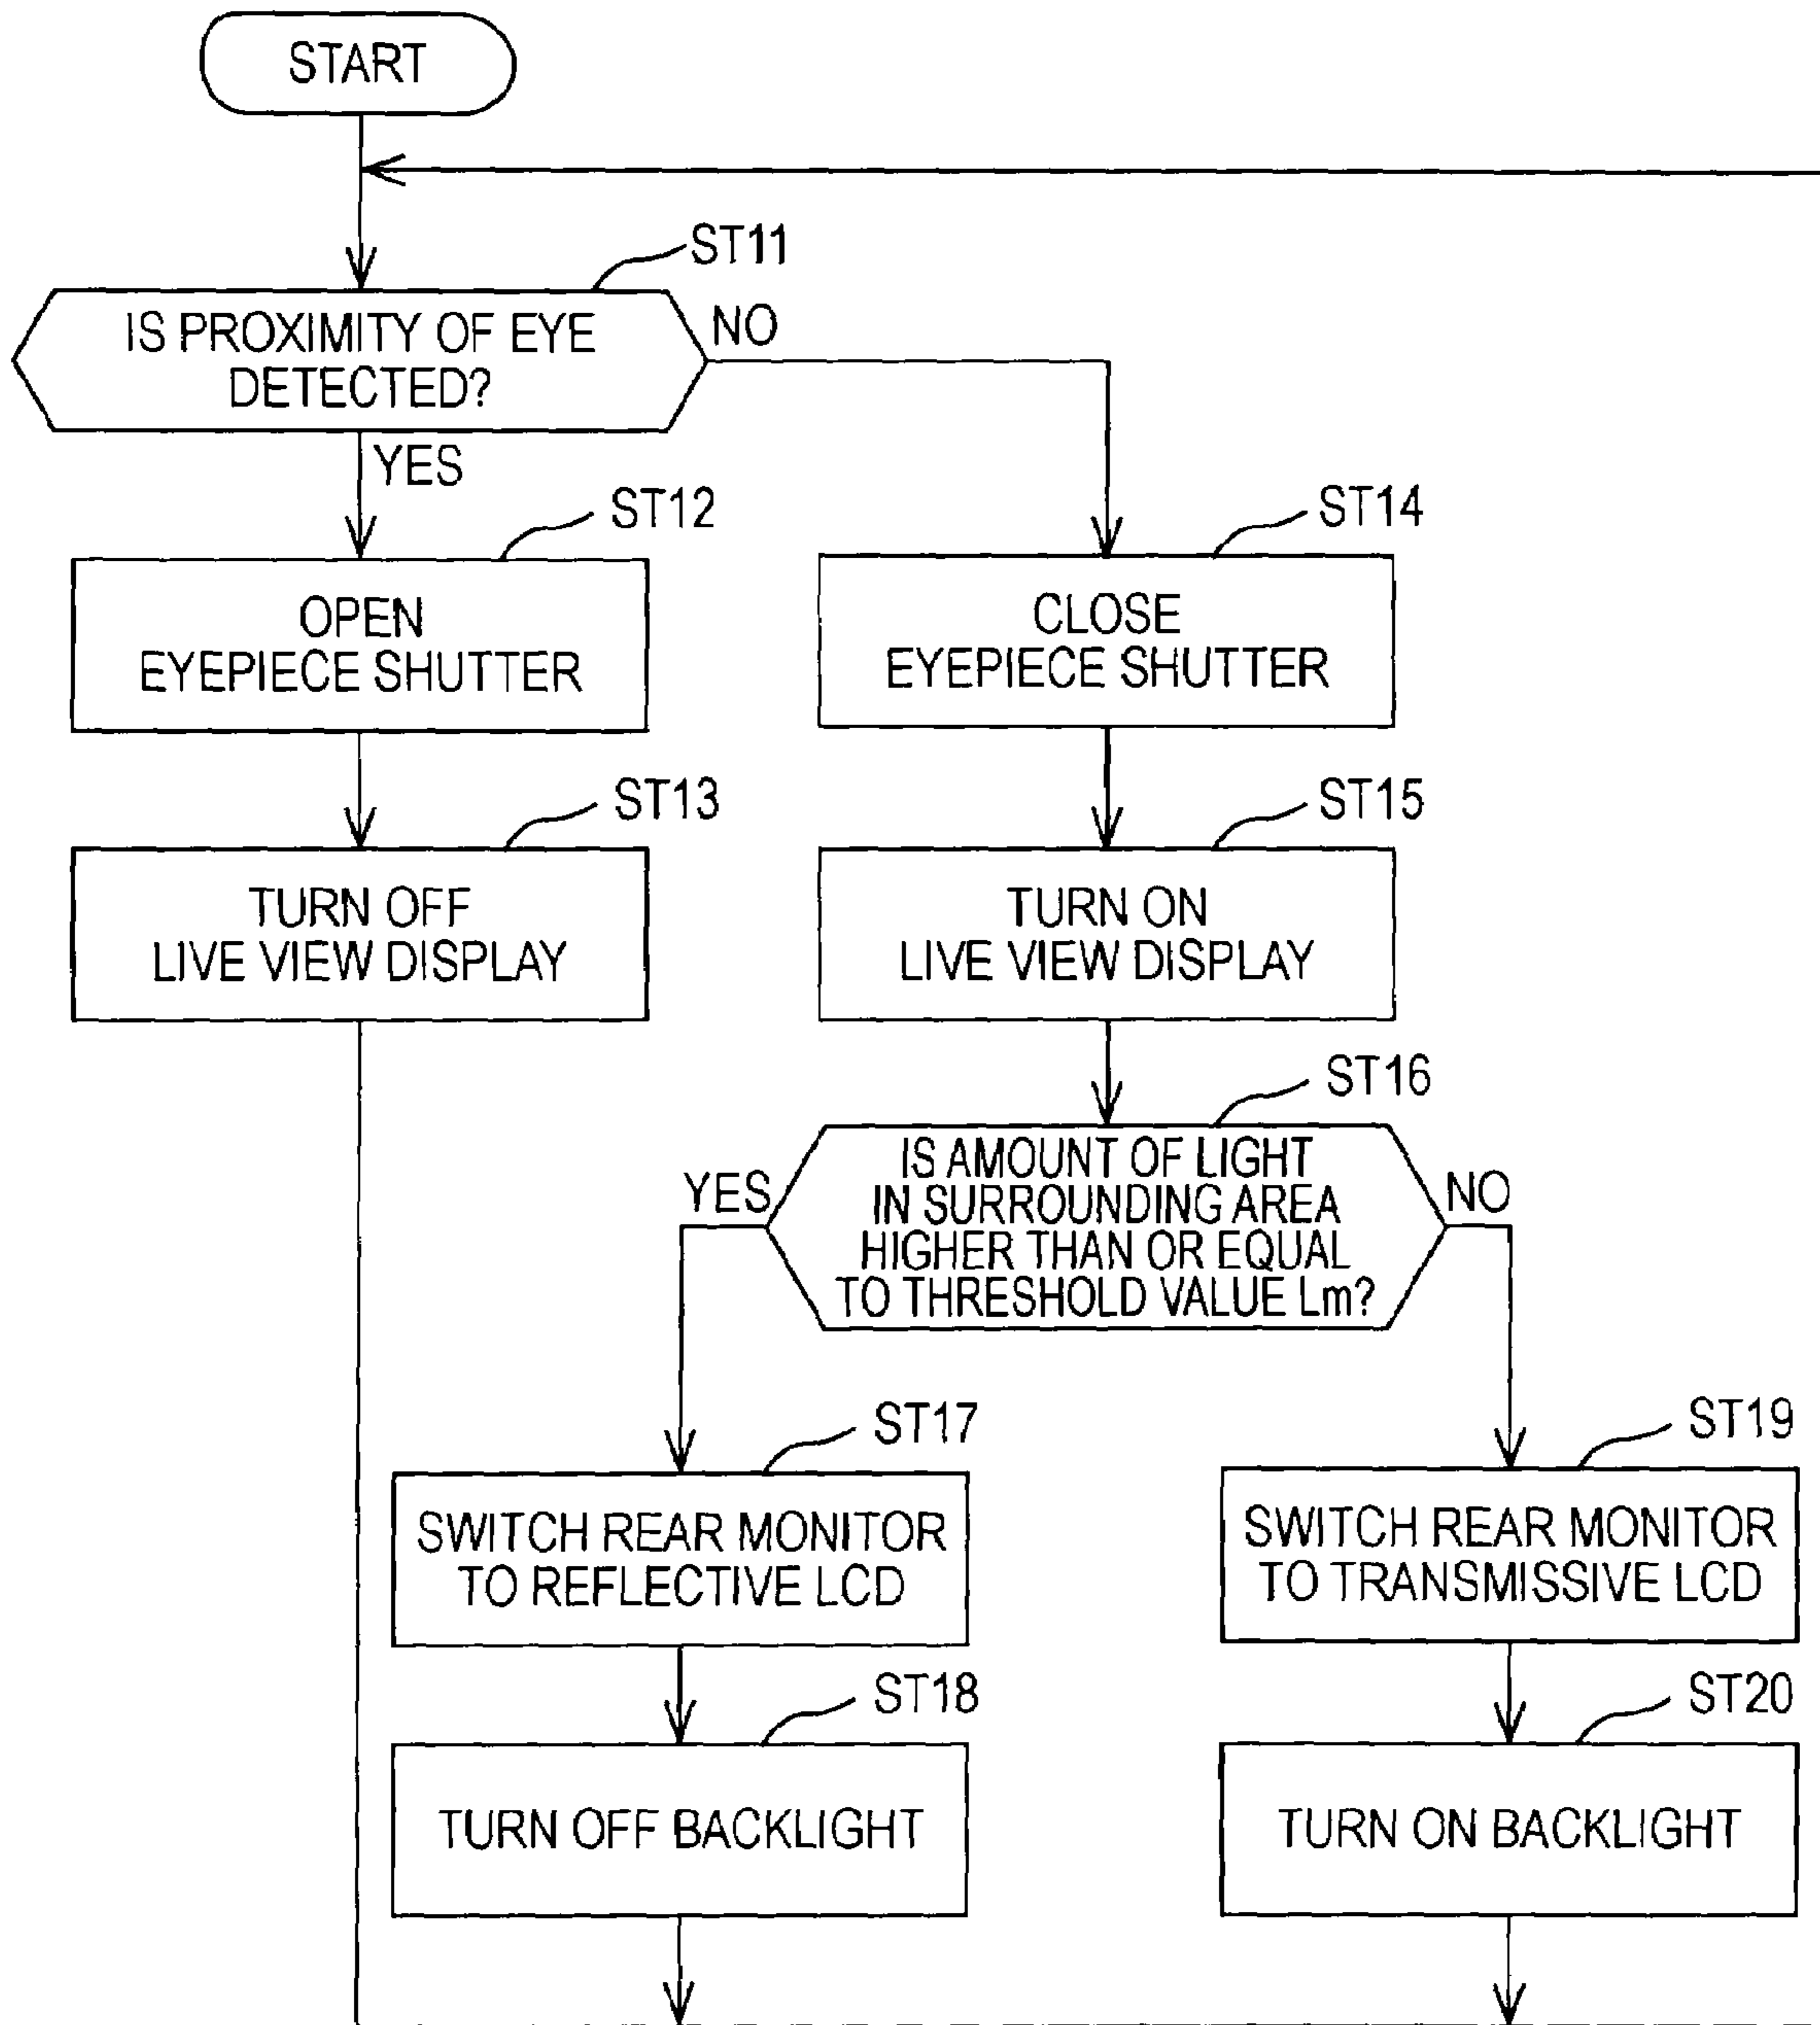 START
ST11
IS PROXIMITY OF EYE
DETECTED?
NO
YES
ST12
OPEN
EYEPIECE SHUTTER
ST14
CLOSE
EYEPIECE SHUTTER
ST13
TURN OFF
LIVE VIEW DISPLAY
ST15
TURN ON
LIVE VIEW DISPLAY
ST16
IS AMOUNT OF LIGHT
IN SURROUNDING AREA
HIGHER THAN OR EQUAL
TO THRESHOLD VALUE Lm?
YES
NO
ST17
SWITCH REAR MONITOR
TO REFLECTIVE LCD
ST19
SWITCH REAR MONITOR
TO TRANSMISSIVE LCD
ST18
TURN OFF BACKLIGHT
ST20
TURN ON BACKLIGHT